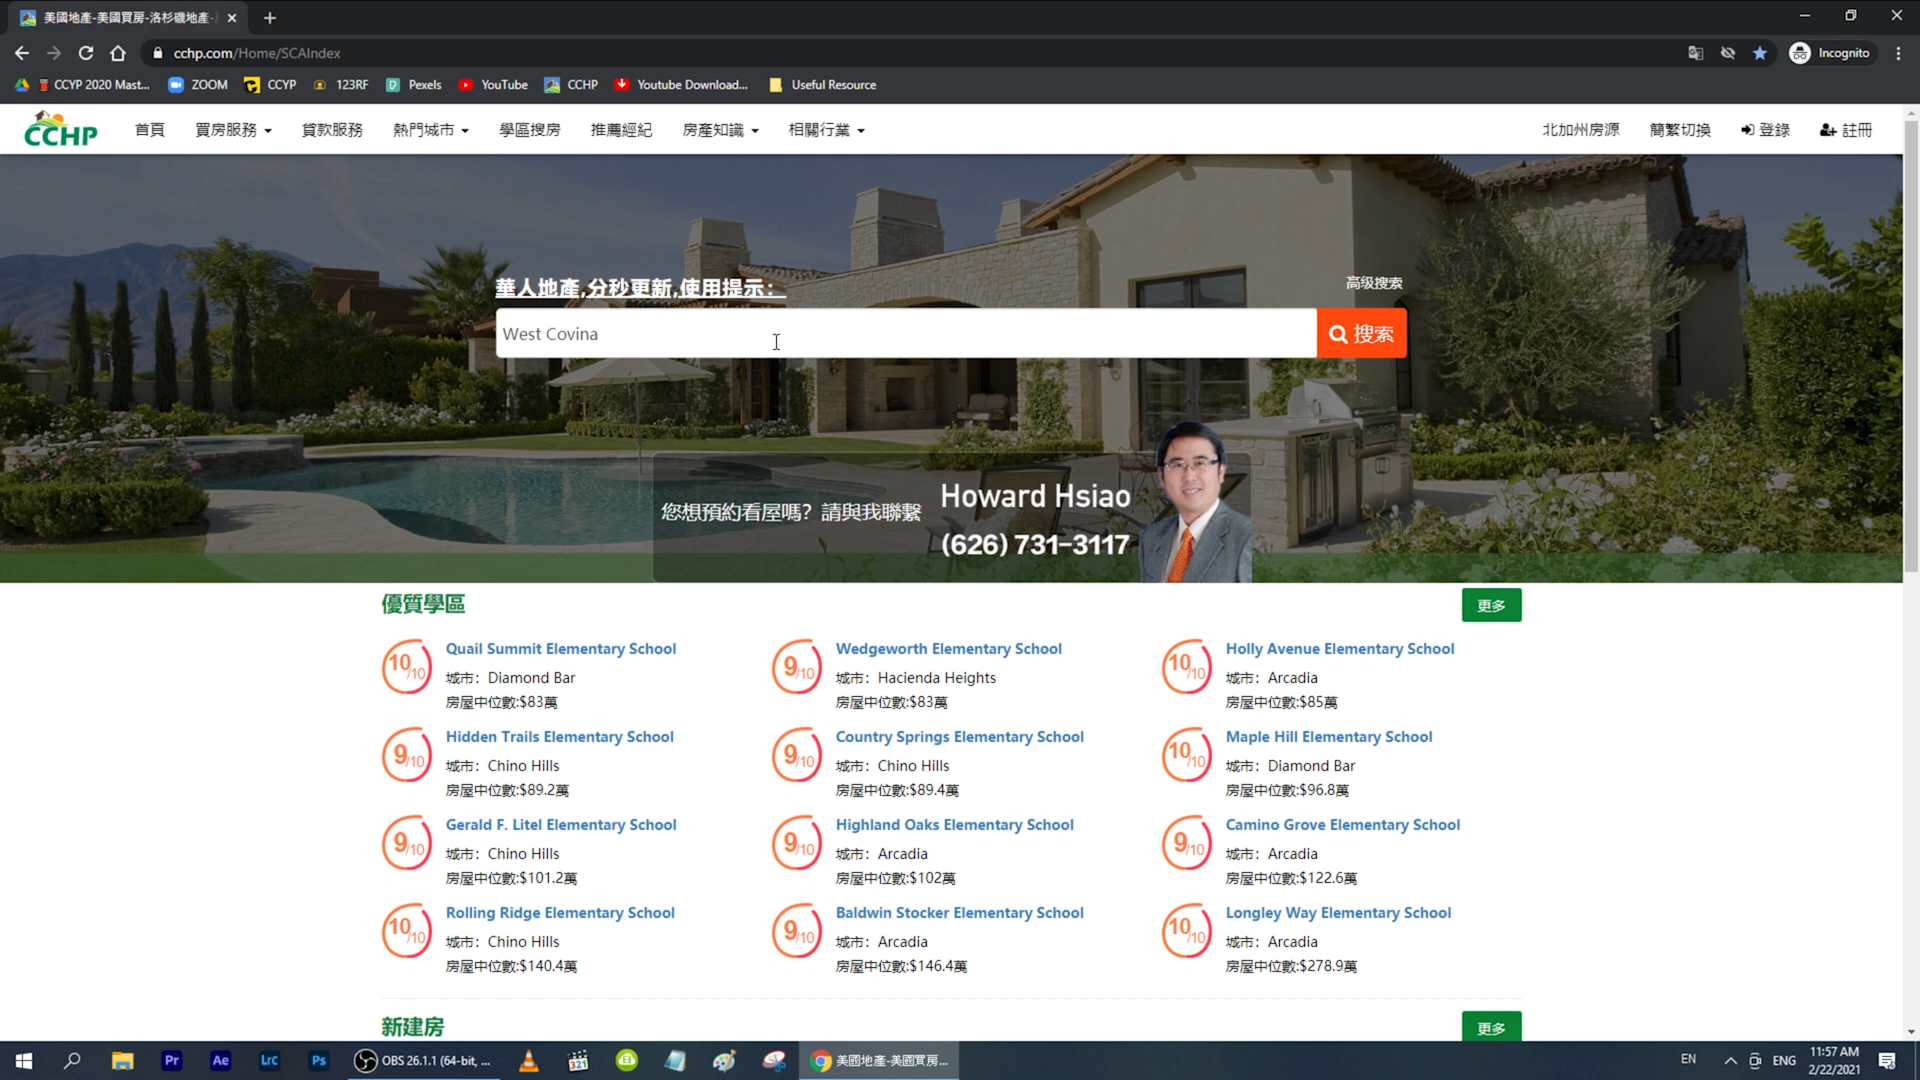 美國地產-美國買房-洛杉磯地產-
cchp.com/Home/SCAIndex
Incognito
CCYP 2020 Mast...
ZOOM
CCYP
123RF
Pexels
YouTube
CCHP
Youtube Download...
Useful Resource
CCHP
首頁
買房服務
貸款服務
熱門城市
學區搜房
推薦經紀
房產知識
相關行業
北加州房源
簡繁切换
登錄
註冊
華人地產,分秒更新,使用提示：
高级搜索
West Covina
搜索
您想預約看屋嗎? 請與我聯繫
Howard Hsiao
(626) 731-3117
優質學區
更多
10/10
Quail Summit Elementary School
城市：Diamond Bar
房屋中位數:$83萬
9/10
Wedgeworth Elementary School
城市：Hacienda Heights
房屋中位數:$83萬
10/10
Holly Avenue Elementary School
城市：Arcadia
房屋中位數:$85萬
9/10
Hidden Trails Elementary School
城市：Chino Hills
房屋中位數:$89.2萬
9/10
Country Springs Elementary School
城市：Chino Hills
房屋中位數:$89.4萬
10/10
Maple Hill Elementary School
城市：Diamond Bar
房屋中位數:$96.8萬
9/10
Gerald F. Litel Elementary School
城市：Chino Hills
房屋中位數:$101.2萬
9/10
Highland Oaks Elementary School
城市：Arcadia
房屋中位數:$102萬
9/10
Camino Grove Elementary School
城市：Arcadia
房屋中位數:$122.6萬
10/10
Rolling Ridge Elementary School
城市：Chino Hills
房屋中位數:$140.4萬
9/10
Baldwin Stocker Elementary School
城市：Arcadia
房屋中位數:$146.4萬
10/10
Longley Way Elementary School
城市：Arcadia
房屋中位數:$278.9萬
新建房
更多
Pr
Ae
Lrc
Ps
OBS 26.1.1 (64-bit, ...
321
美國地產-美國買房...
EN
ENG
11:57 AM
2/22/2021